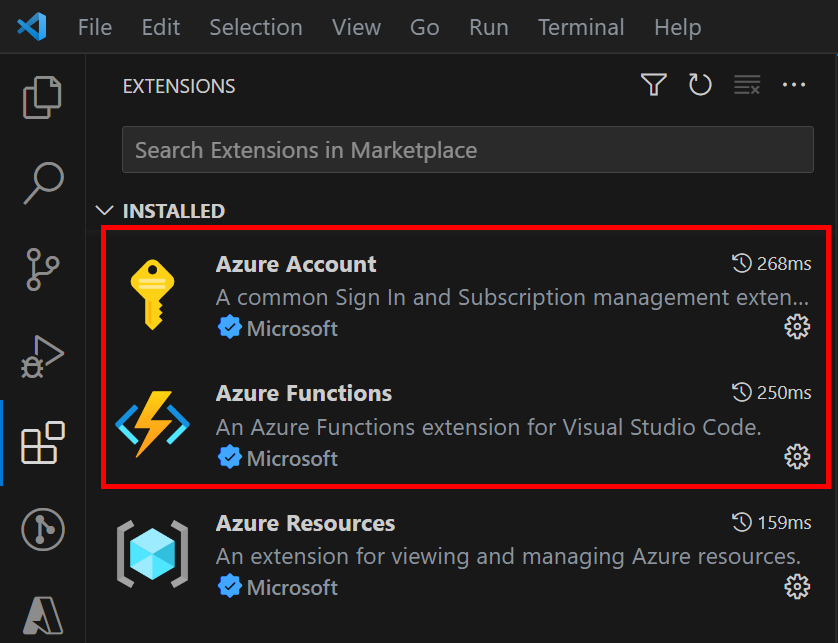 File Edit Selection View Go Run Terminal Help
EXTENSIONS
Search Extensions in Marketplace
INSTALLED
Azure Account 268ms
A common Sign In and Subscription management exten...
Microsoft
Azure Functions 250ms
An Azure Functions extension for Visual Studio Code.
Microsoft
Azure Resources 159ms
An extension for viewing and managing Azure resources.
Microsoft